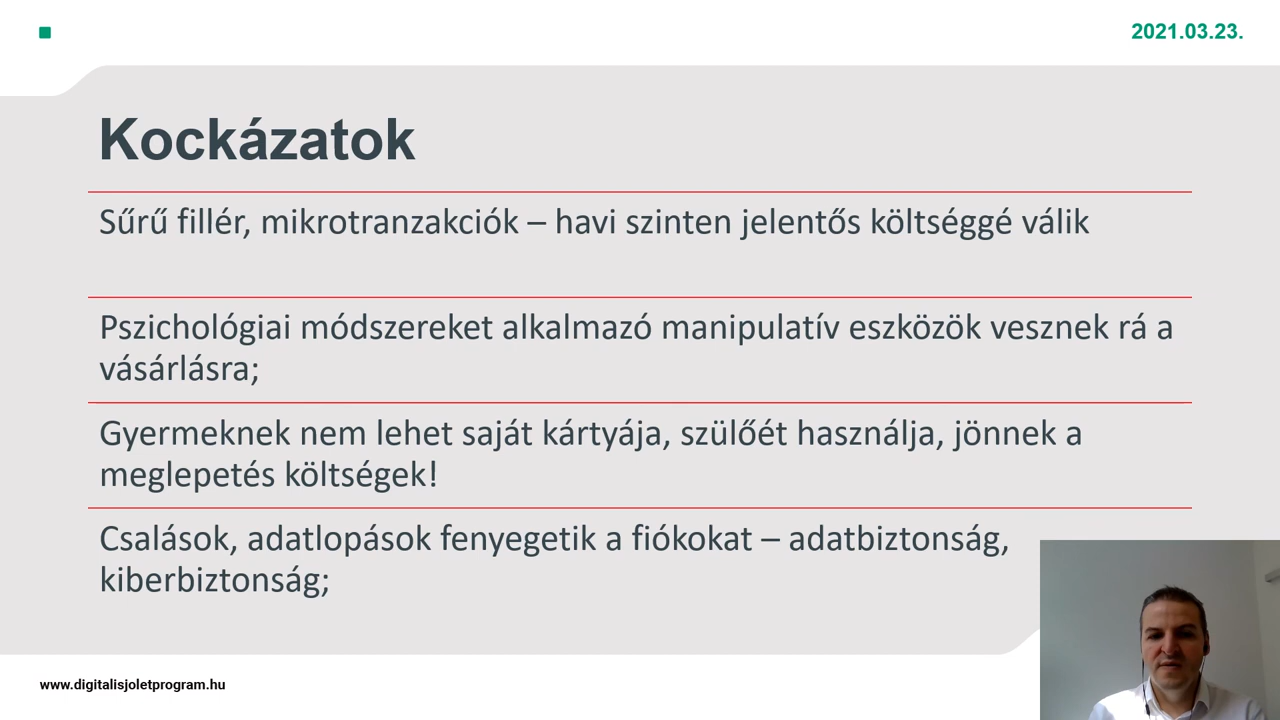 2021.03.23.
Kockázatok
Sűrű fillér, mikrotranzakciók – havi szinten jelentős költséggé válik
Pszichológiai módszereket alkalmazó manipulatív eszközök vesznek rá a
vásárlásra;
Gyermeknek nem lehet saját kártyája, szülőét használja, jönnek a
meglepetés költségek!
Csalások, adatlopások fenyegetik a fiókokat – adatbiztonság,
kiberbiztonság;
www.digitalisjoletprogram.hu